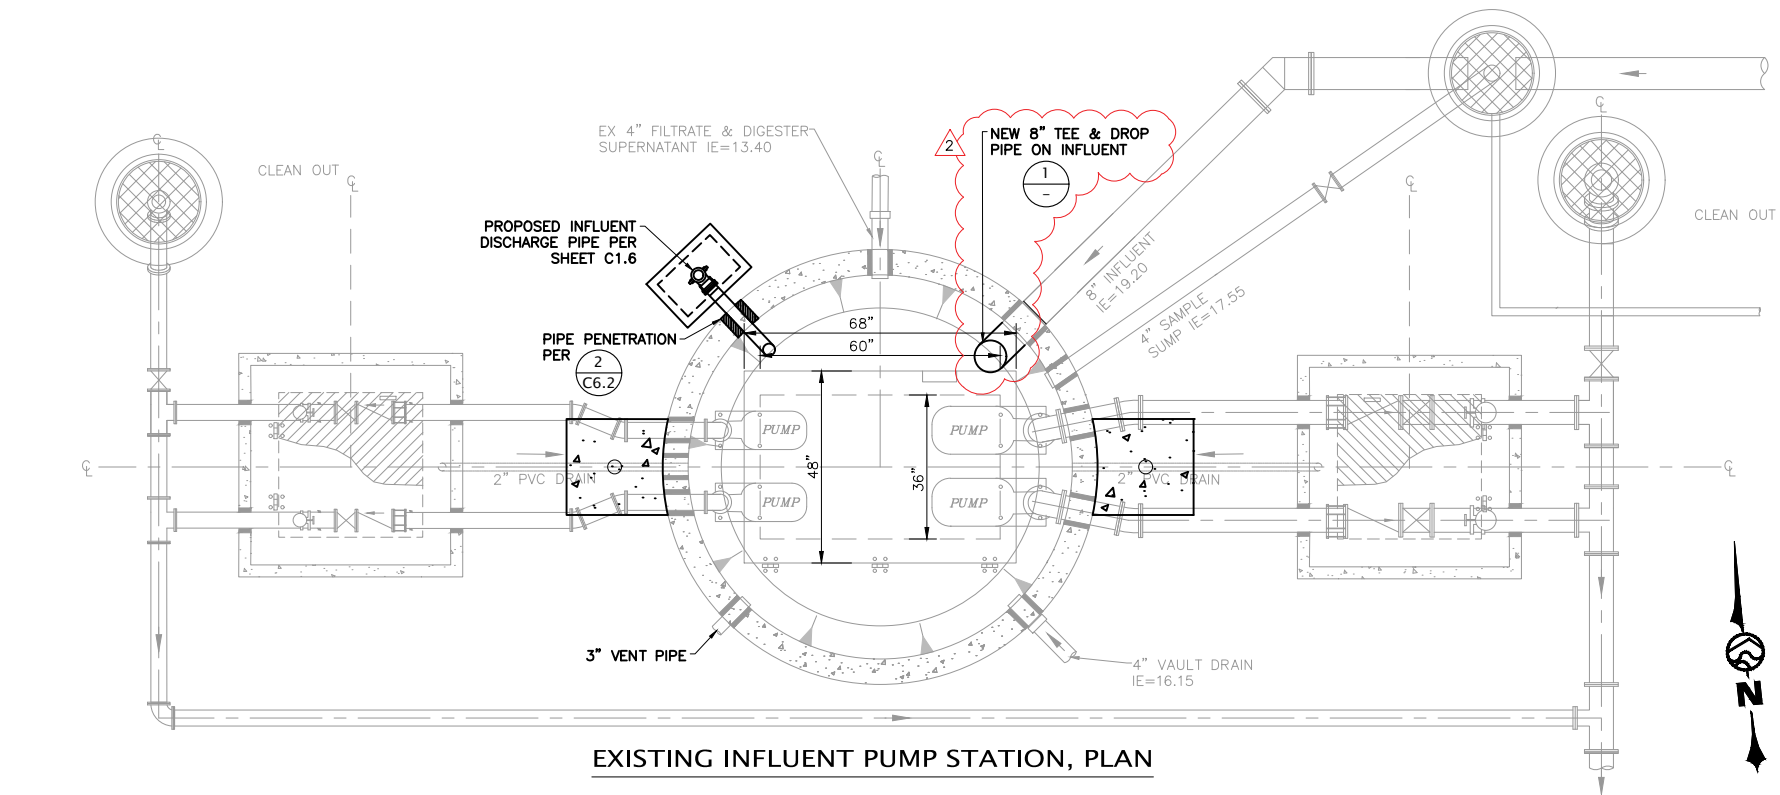 EX 4" FILTRATE & DIGESTER
SUPERNATANT IE=13.40
2
NEW 8" TEE & DROP
PIPE ON INFLUENT
1
-
CLEAN OUT
CLEAN OUT
PROPOSED INFLUENT
DISCHARGE PIPE PER
SHEET C1.6
8" INFLUENT
IE=19.20
4" SAMPLE
SUMP IE=17.55
PIPE PENETRATION
PER
2
C6.2
68"
60"
48"
36"
PUMP
PUMP
PUMP
PUMP
2" PVC DRAIN
2" PVC DRAIN
3" VENT PIPE
4" VAULT DRAIN
IE=16.15
N
EXISTING INFLUENT PUMP STATION, PLAN